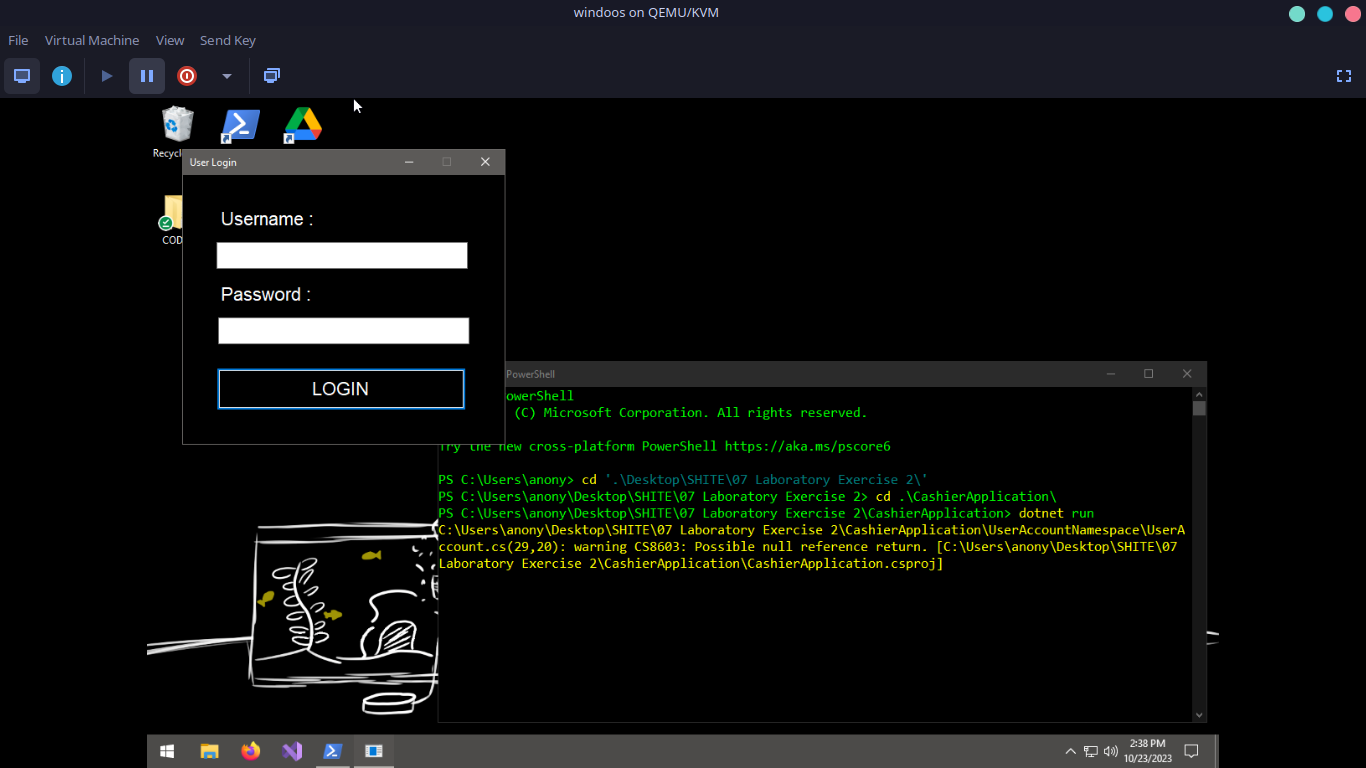 windoos on QEMU/KVM
File Virtual Machine View Send Key
Recycl
COD
User Login
Username :
Password :
LOGIN
PowerShell
owerShell
(C) Microsoft Corporation. All rights reserved.
Try the new cross-platform PowerShell https://aka.ms/pscore6
PS C:\Users\anony> cd '.\Desktop\SHITE\07 Laboratory Exercise 2\'
PS C:\Users\anony\Desktop\SHITE\07 Laboratory Exercise 2> cd .\CashierApplication\
PS C:\Users\anony\Desktop\SHITE\07 Laboratory Exercise 2\CashierApplication> dotnet run
C:\Users\anony\Desktop\SHITE\07 Laboratory Exercise 2\CashierApplication\UserAccountNamespace\UserA
ccount.cs(29,20): warning CS8603: Possible null reference return. [C:\Users\anony\Desktop\SHITE\07
Laboratory Exercise 2\CashierApplication\CashierApplication.csproj]
2:38 PM
10/23/2023